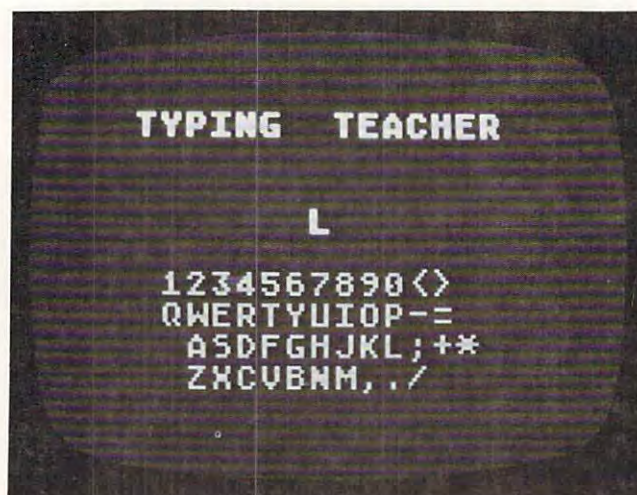 TYPING TEACHER
L
1234567890<>
QWERTYUIOP-=
ASDFGHJKL;+*
ZXCVBNM,./